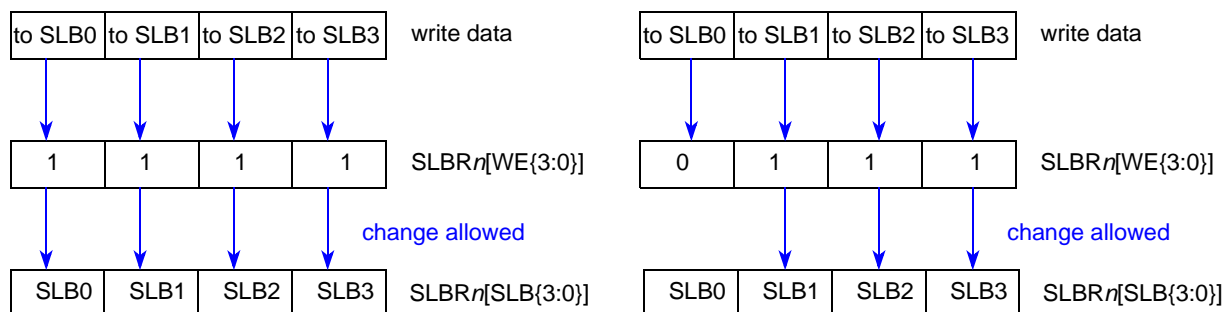 to SLB0 to SLB1 to SLB2 to SLB3 write data to SLB0 to SLB1 to SLB2 to SLB3 write data
1 1 1 1 SLBRn[WE{3:0}] 0 1 1 1 SLBRn[WE{3:0}]
change allowed change allowed
SLB0 SLB1 SLB2 SLB3 SLBRn[SLB{3:0}] SLB0 SLB1 SLB2 SLB3 SLBRn[SLB{3:0}]